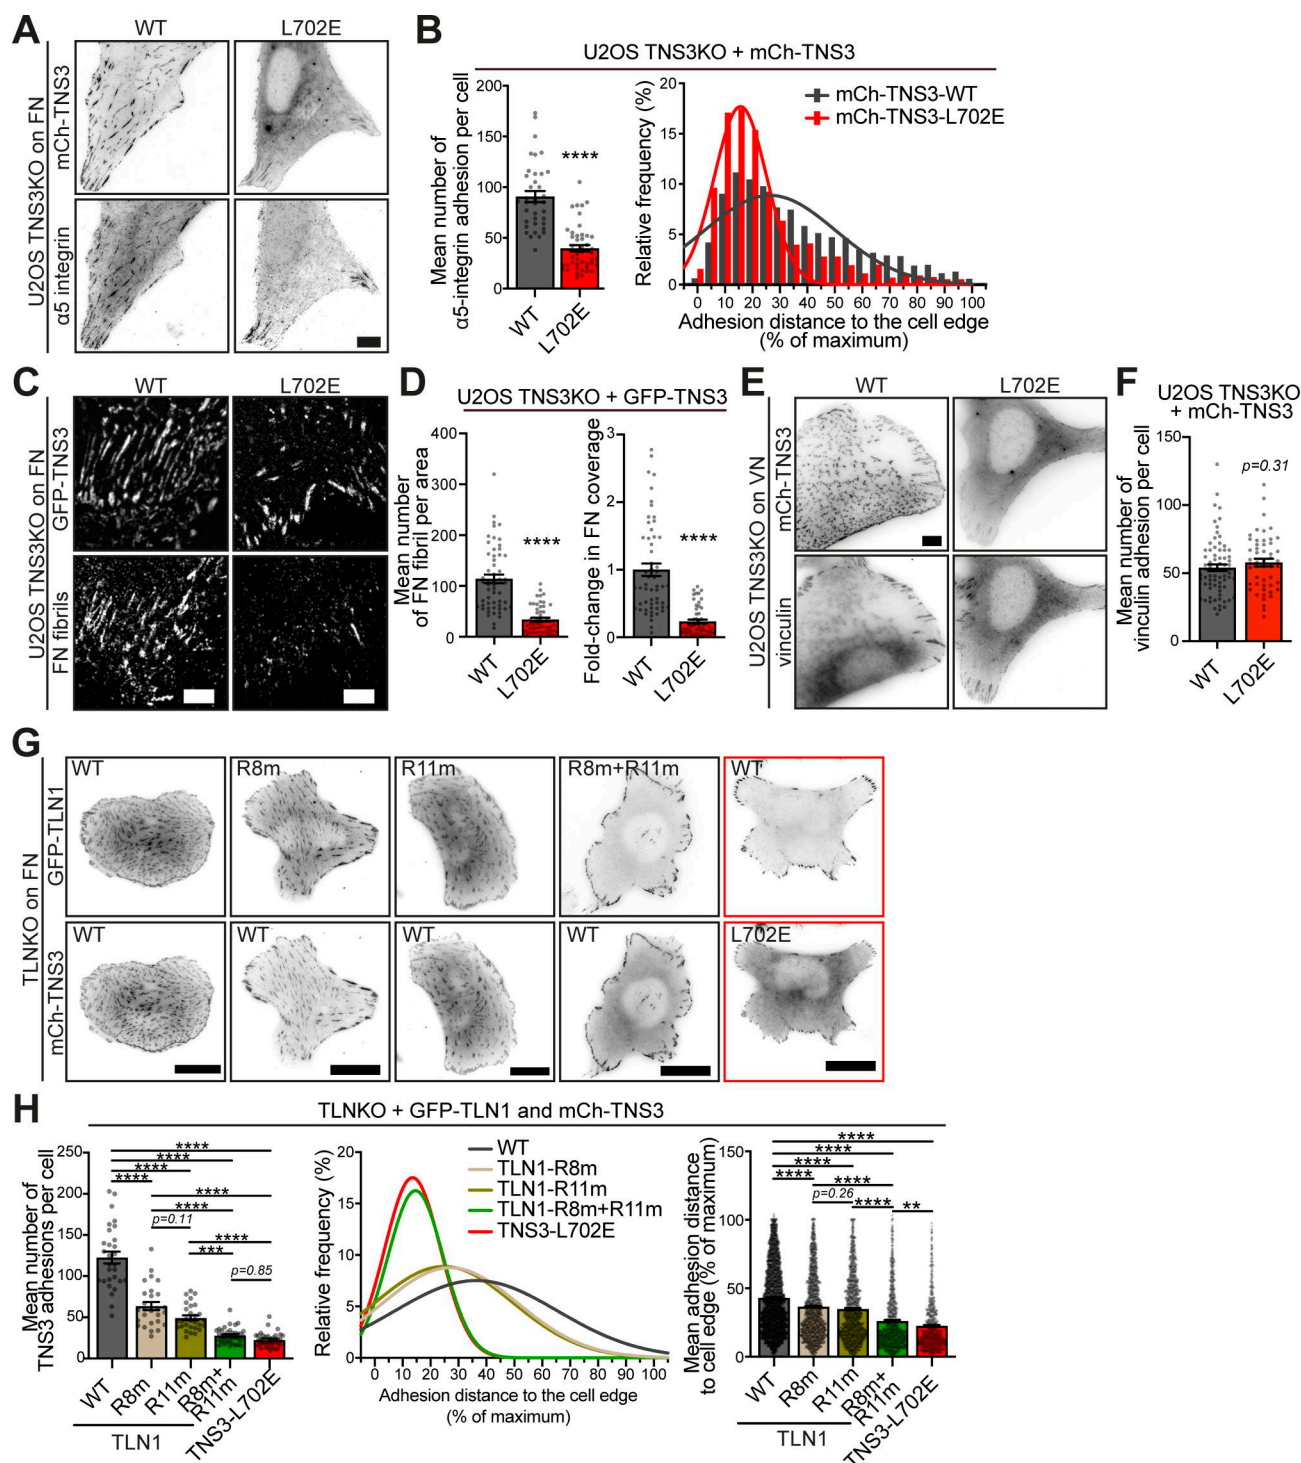 A
WT
L702E
U2OS TNS3KO on FN
mCh-TNS3
α5 integrin
B
U2OS TNS3KO + mCh-TNS3
Mean number of
α5-integrin adhesion per cell
200
150
100
50
0
****
WT
L702E
Relative frequency (%)
20
15
10
5
0
mCh-TNS3-WT
mCh-TNS3-L702E
0 10 20 30 40 50 60 70 80 90 100
Adhesion distance to the cell edge
(% of maximum)
C
WT
L702E
U2OS TNS3KO on FN
GFP-TNS3
FN fibrils
D
U2OS TNS3KO + GFP-TNS3
Mean number
of FN fibril per area
400
300
200
100
0
****
WT
L702E
Fold-change in FN coverage
3
2
1
0
****
WT
L702E
E
WT
L702E
U2OS TNS3KO on VN
mCh-TNS3
vinculin
F
U2OS TNS3KO
+ mCh-TNS3
Mean number of
vinculin adhesion per cell
150
100
50
0
p=0.31
WT
L702E
G
TLNKO on FN
GFP-TLN1
mCh-TNS3
WT
R8m
R11m
R8m+R11m
WT
WT
WT
WT
WT
L702E
H
TLNKO + GFP-TLN1 and mCh-TNS3
Mean number of
TNS3 adhesions per cell
250
200
150
100
50
0
****
****
****
****
****
****
p=0.11
****
***
p=0.85
WT
R8m
R11m
R8m+
R11m
TNS3-L702E
TLN1
Relative frequency (%)
20
15
10
5
0
WT
TLN1-R8m
TLN1-R11m
TLN1-R8m+R11m
TNS3-L702E
0 10 20 30 40 50 60 70 80 90 100
Adhesion distance to the cell edge
(% of maximum)
Mean adhesion distance
to cell edge (% of maximum)
150
100
50
0
****
****
****
****
****
p=0.26
****
**
WT
R8m
R11m
R8m+
R11m
TNS3-L702E
TLN1